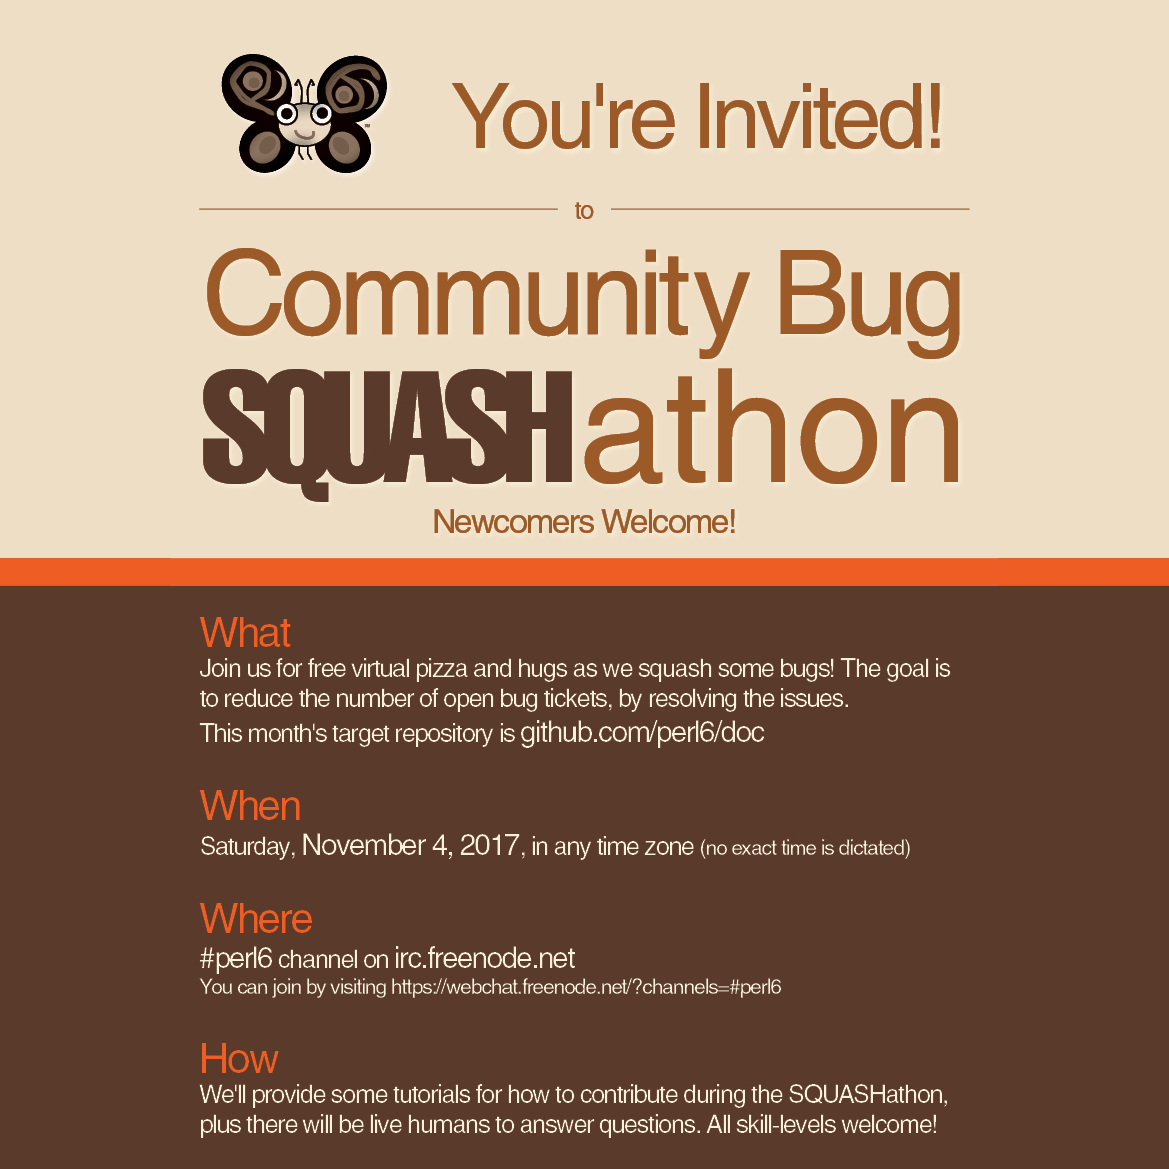 You're Invited!
to
Community Bug
SQUASHathon
Newcomers Welcome!
What
Join us for free virtual pizza and hugs as we squash some bugs! The goal is
to reduce the number of open bug tickets, by resolving the issues.
This month's target repository is github.com/perl6/doc
When
Saturday, November 4, 2017, in any time zone (no exact time is dictated)
Where
#perl6 channel on irc.freenode.net
You can join by visiting https://webchat.freenode.net/?channels=#perl6
How
We'll provide some tutorials for how to contribute during the SQUASHathon,
plus there will be live humans to answer questions. All skill-levels welcome!